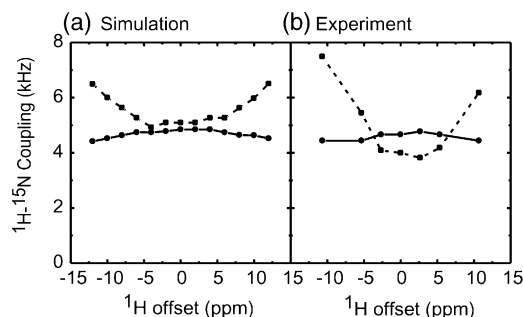 (a) Simulation
(b) Experiment
¹H-¹⁵N Coupling (kHz)
8
6
4
2
0
-15 -10 -5 0 5 10 15
-15 -10 -5 0 5 10 15
¹H offset (ppm)
¹H offset (ppm)